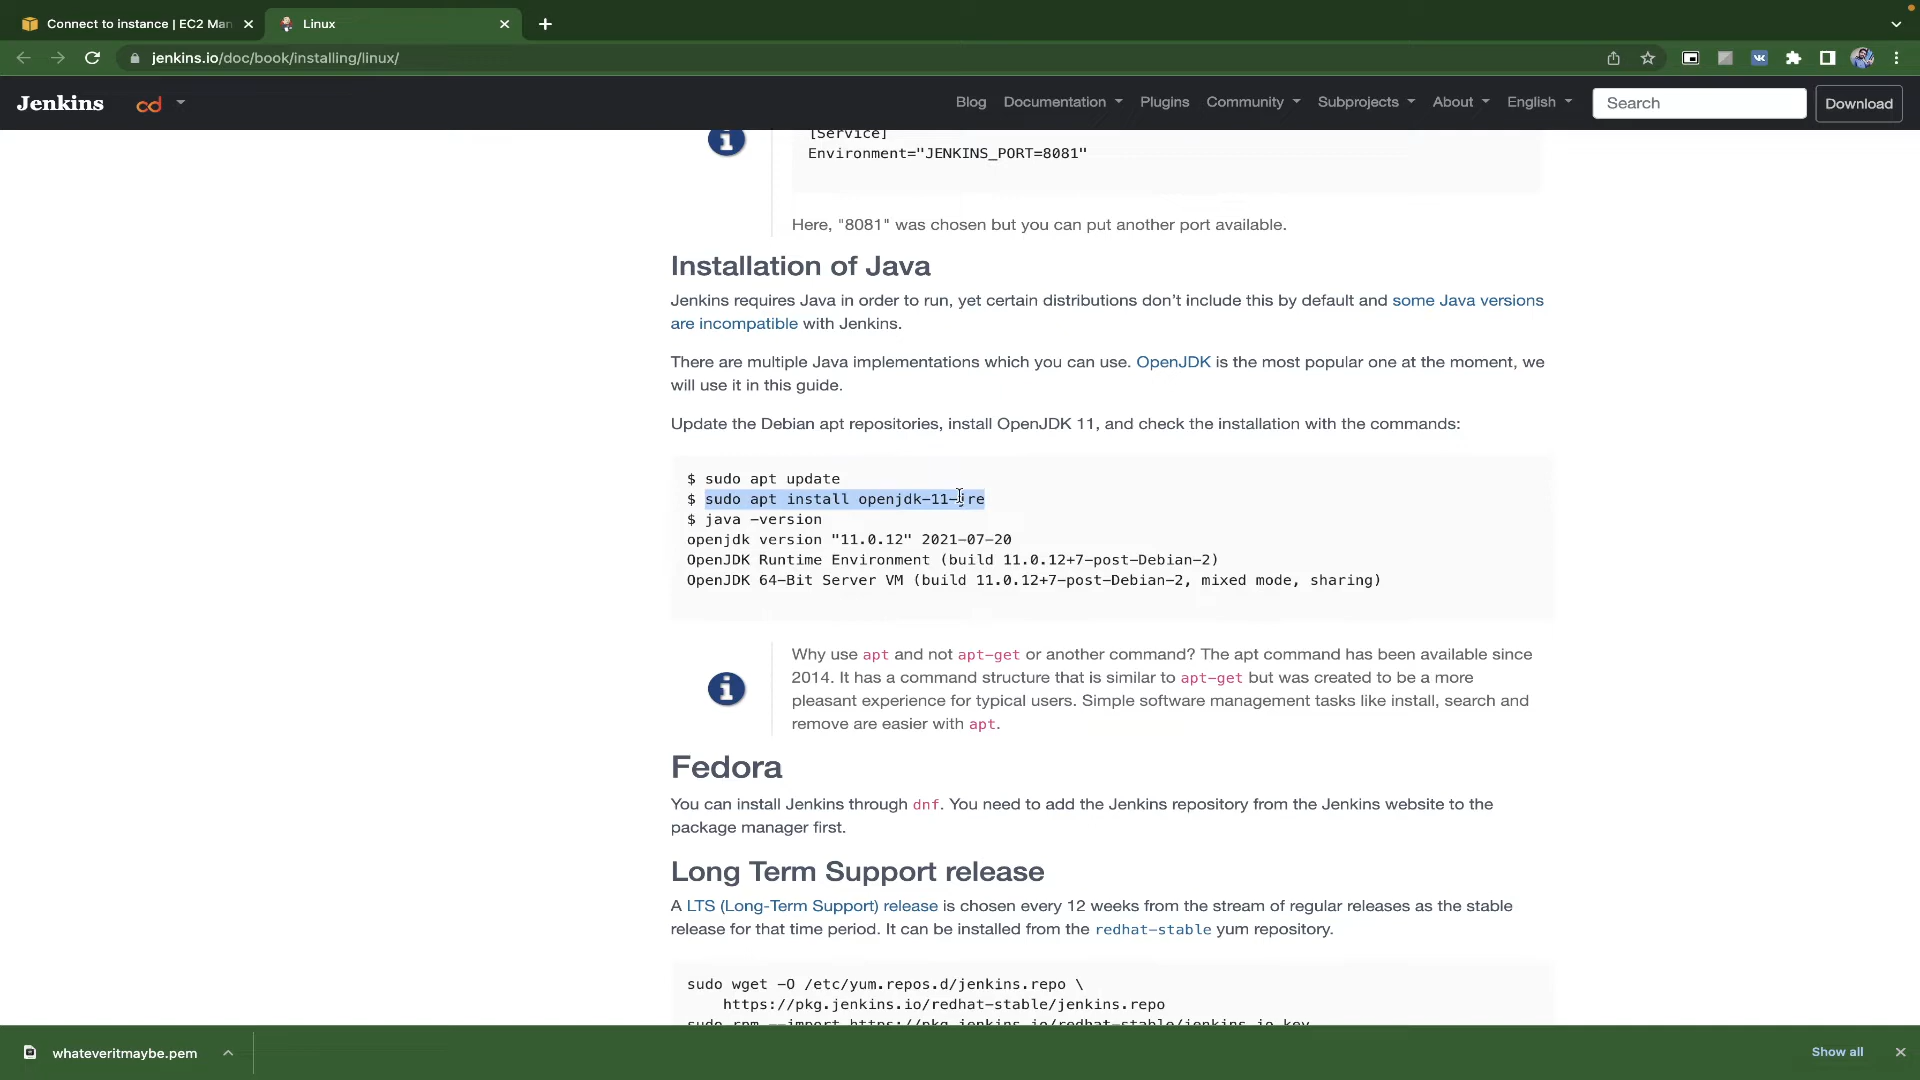 Connect to instance | EC2 Man
Linux
jenkins.io/doc/book/installing/linux/
Jenkins
cd
Blog
Documentation
Plugins
Community
Subprojects
About
English
Search
Download
[Service]
Environment="JENKINS_PORT=8081"
Here, "8081" was chosen but you can put another port available.
Installation of Java
Jenkins requires Java in order to run, yet certain distributions don’t include this by default and some Java versions
are incompatible with Jenkins.
There are multiple Java implementations which you can use. OpenJDK is the most popular one at the moment, we
will use it in this guide.
Update the Debian apt repositories, install OpenJDK 11, and check the installation with the commands:
$ sudo apt update
$ sudo apt install openjdk-11-jre
$ java -version
openjdk version "11.0.12" 2021-07-20
OpenJDK Runtime Environment (build 11.0.12+7-post-Debian-2)
OpenJDK 64-Bit Server VM (build 11.0.12+7-post-Debian-2, mixed mode, sharing)
Why use apt and not apt-get or another command? The apt command has been available since
2014. It has a command structure that is similar to apt-get but was created to be a more
pleasant experience for typical users. Simple software management tasks like install, search and
remove are easier with apt.
Fedora
You can install Jenkins through dnf. You need to add the Jenkins repository from the Jenkins website to the
package manager first.
Long Term Support release
A LTS (Long-Term Support) release is chosen every 12 weeks from the stream of regular releases as the stable
release for that time period. It can be installed from the redhat-stable yum repository.
sudo wget -O /etc/yum.repos.d/jenkins.repo \
https://pkg.jenkins.io/redhat-stable/jenkins.repo
sudo rpm --import https://pkg.jenkins.io/redhat-stable/jenkins.io.key
whateveritmaybe.pem
Show all